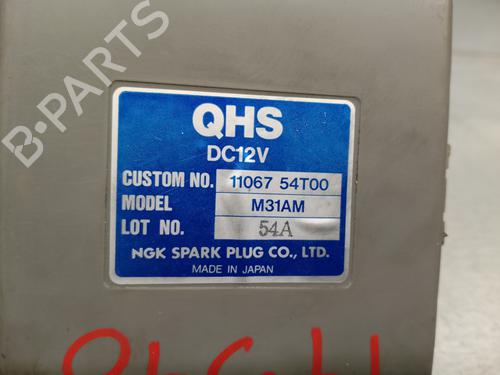 B-PARTS
QHS
DC12V
CUSTOM NO. 11067 54T00
MODEL M31AM
LOT NO. 54A
NGK SPARK PLUG CO., LTD.
MADE IN JAPAN